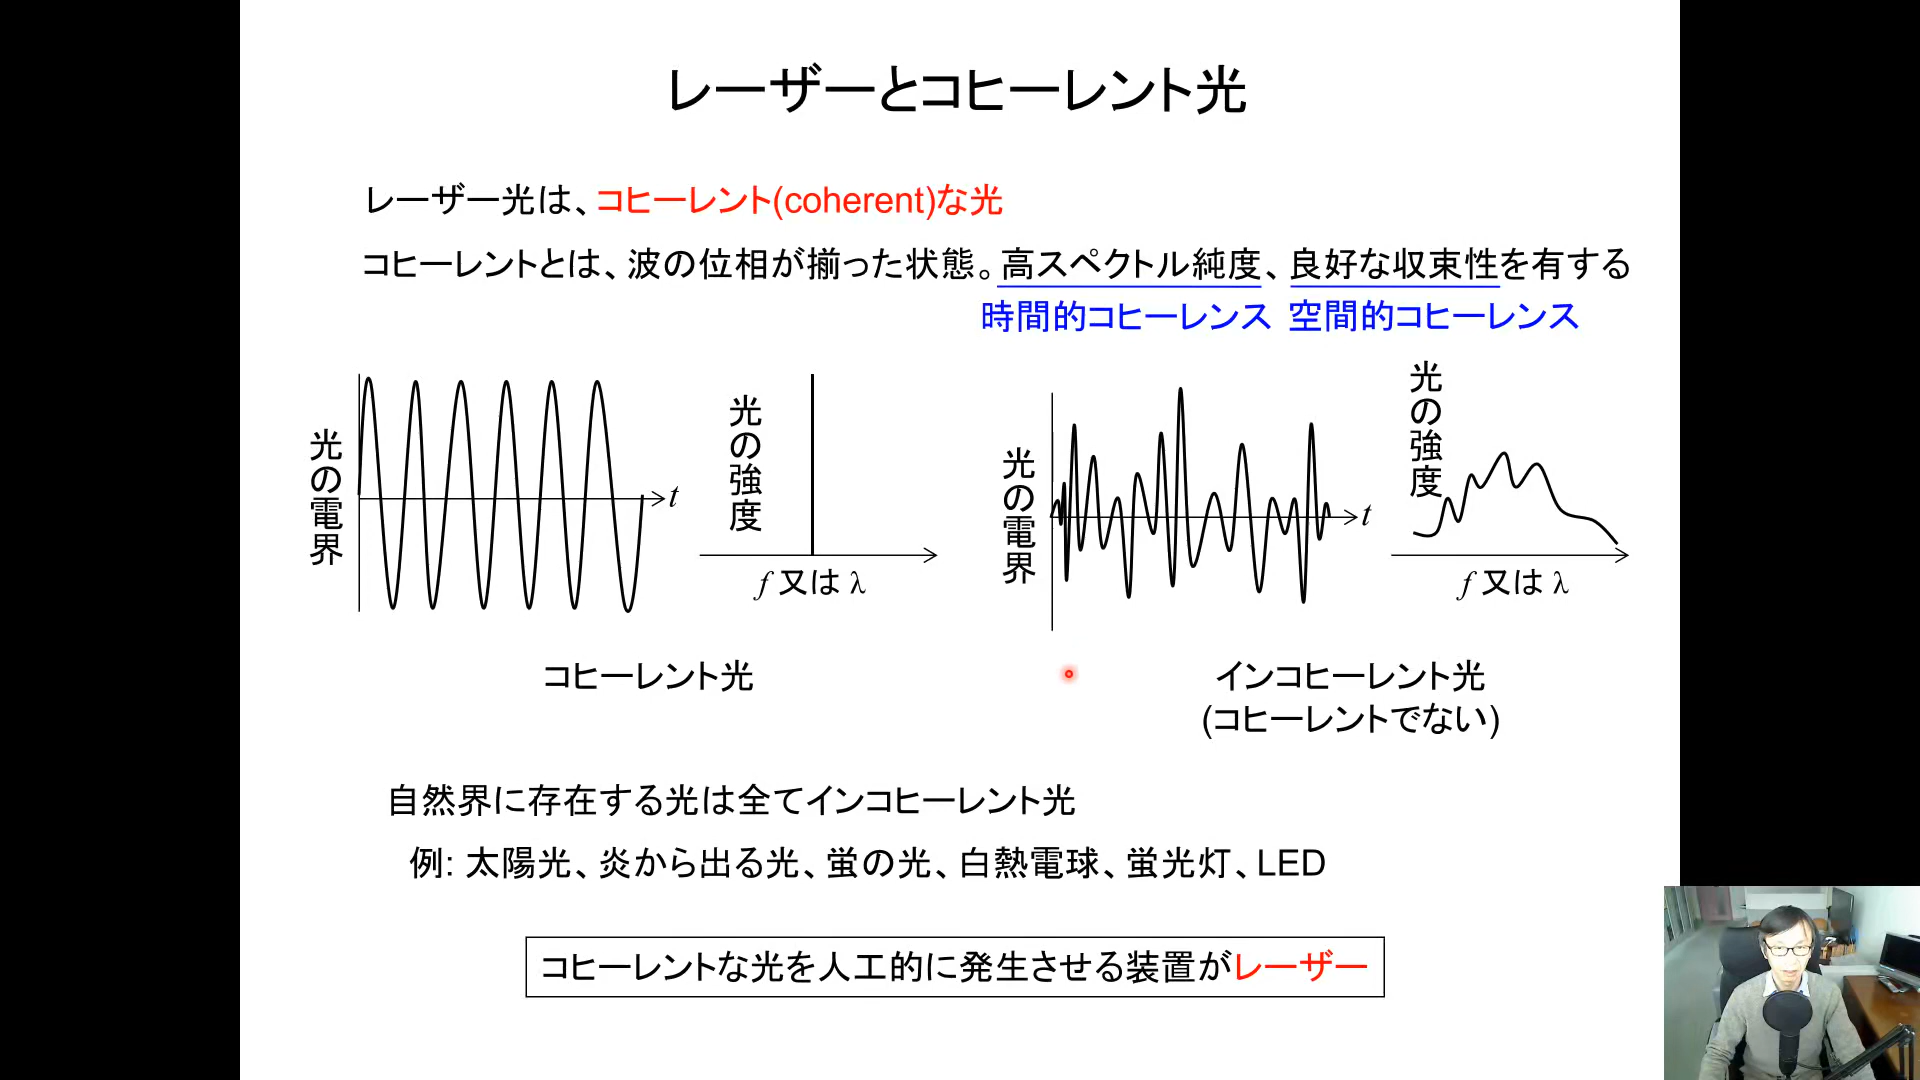 レーザーとコヒーレント光
レーザー光は、コヒーレント(coherent)な光
コヒーレントとは、波の位相が揃った状態。高スペクトル純度、良好な収束性を有する
時間的コヒーレンス 空間的コヒーレンス
光の電界
t
光の強度
f 又は λ
光の電界
t
光の強度
f 又は λ
コヒーレント光
インコヒーレント光
(コヒーレントでない)
自然界に存在する光は全てインコヒーレント光
例: 太陽光、炎から出る光、蛍の光、白熱電球、蛍光灯、LED
コヒーレントな光を人工的に発生させる装置がレーザー